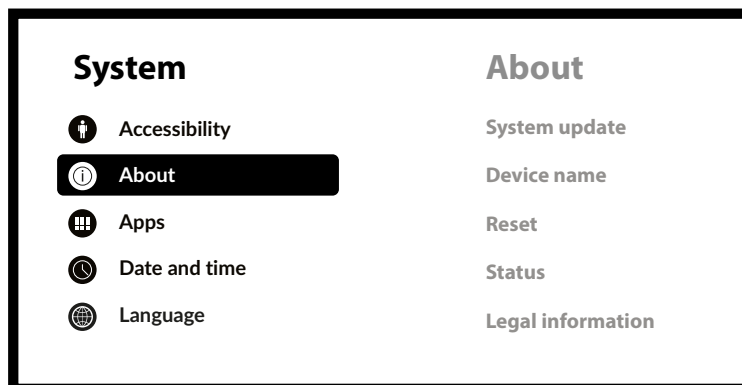 System
Accessibility
About
Apps
Date and time
Language
About
System update
Device name
Reset
Status
Legal information